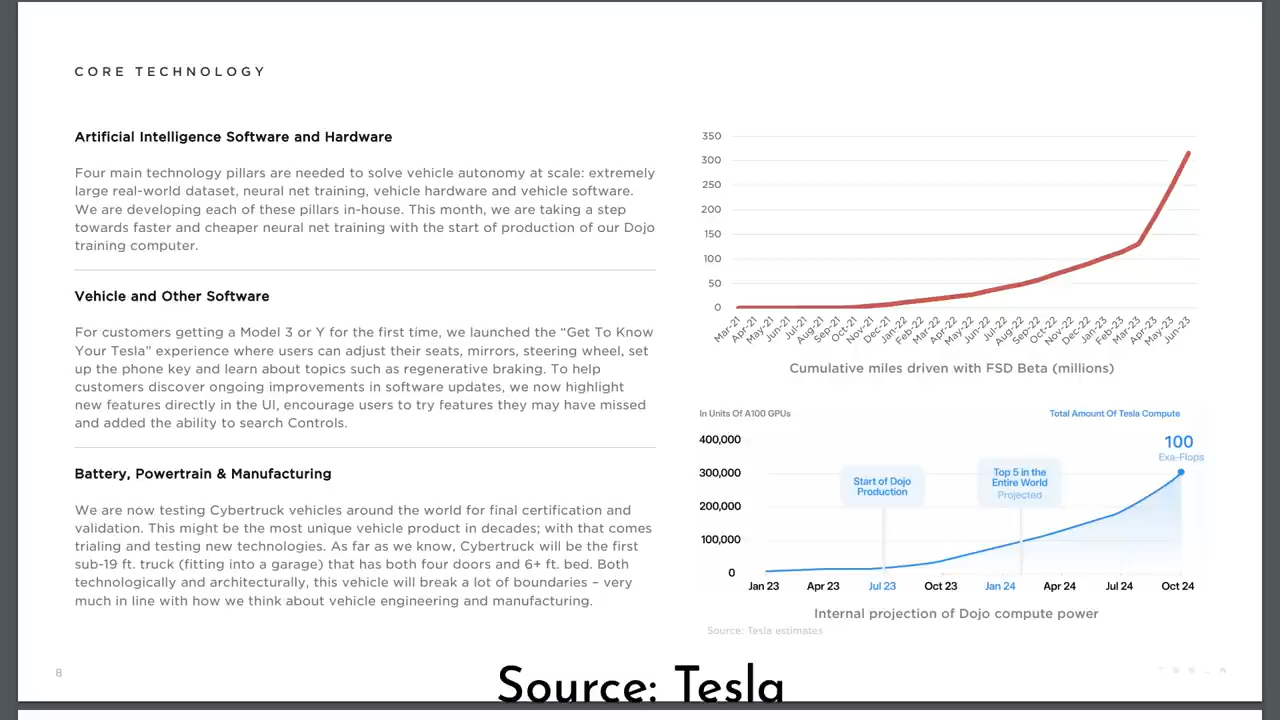 CORE TECHNOLOGY
Artificial Intelligence Software and Hardware
Four main technology pillars are needed to solve vehicle autonomy at scale: extremely
large real-world dataset, neural net training, vehicle hardware and vehicle software.
We are developing each of these pillars in-house. This month, we are taking a step
towards faster and cheaper neural net training with the start of production of our Dojo
training computer.
Vehicle and Other Software
For customers getting a Model 3 or Y for the first time, we launched the “Get To Know
Your Tesla” experience where users can adjust their seats, mirrors, steering wheel, set
up the phone key and learn about topics such as regenerative braking. To help
customers discover ongoing improvements in software updates, we now highlight
new features directly in the UI, encourage users to try features they may have missed
and added the ability to search Controls.
Battery, Powertrain & Manufacturing
We are now testing Cybertruck vehicles around the world for final certification and
validation. This might be the most unique vehicle product in decades; with that comes
trialing and testing new technologies. As far as we know, Cybertruck will be the first
sub-19 ft. truck (fitting into a garage) that has both four doors and 6+ ft. bed. Both
technologically and architecturally, this vehicle will break a lot of boundaries – very
much in line with how we think about vehicle engineering and manufacturing.
350
300
250
200
150
100
50
0
Mar-21 Apr-21 May-21 Jun-21 Jul-21 Aug-21 Sep-21 Oct-21 Nov-21 Dec-21 Jan-22 Feb-22 Mar-22 Apr-22 May-22 Jun-22 Jul-22 Aug-22 Sep-22 Oct-22 Nov-22 Dec-22 Jan-23 Feb-23 Mar-23 Apr-23 May-23 Jun-23
Cumulative miles driven with FSD Beta (millions)
In Units Of A100 GPUs
Total Amount Of Tesla Compute
400,000
300,000
200,000
100,000
0
100
Exa-Flops
Start of Dojo
Production
Top 5 in the
Entire World
Projected
Jan 23 Apr 23 Jul 23 Oct 23 Jan 24 Apr 24 Jul 24 Oct 24
Internal projection of Dojo compute power
Source: Tesla estimates
8
Source: Tesla